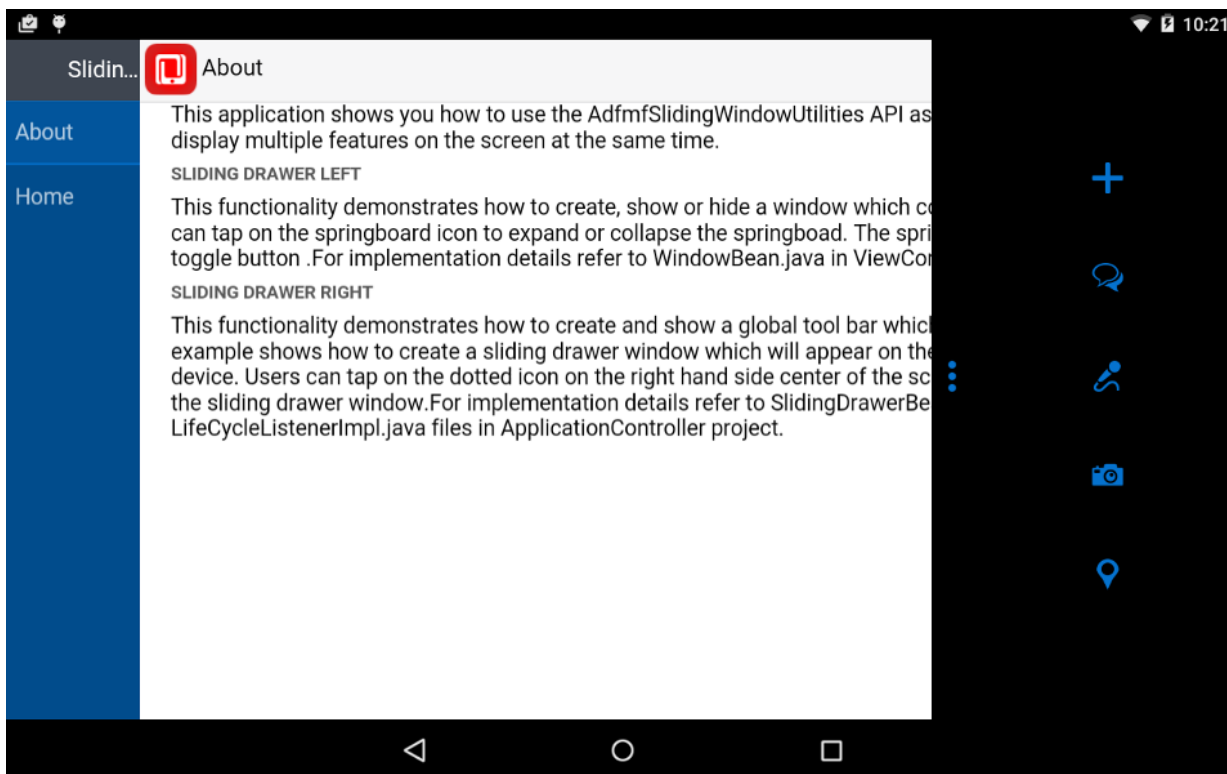 10:21
Slidin...
About
Home
About
This application shows you how to use the AdfmfSlidingWindowUtilities API as
display multiple features on the screen at the same time.
SLIDING DRAWER LEFT
This functionality demonstrates how to create, show or hide a window which
can tap on the springboard icon to expand or collapse the springboad. The
toggle button .For implementation details refer to WindowBean.java in
SLIDING DRAWER RIGHT
This functionality demonstrates how to create and show a global tool bar
example shows how to create a sliding drawer window which will appear on the
device. Users can tap on the dotted icon on the right hand side center of the
the sliding drawer window.For implementation details refer to
LifeCycleListenerImpl.java files in ApplicationController project.